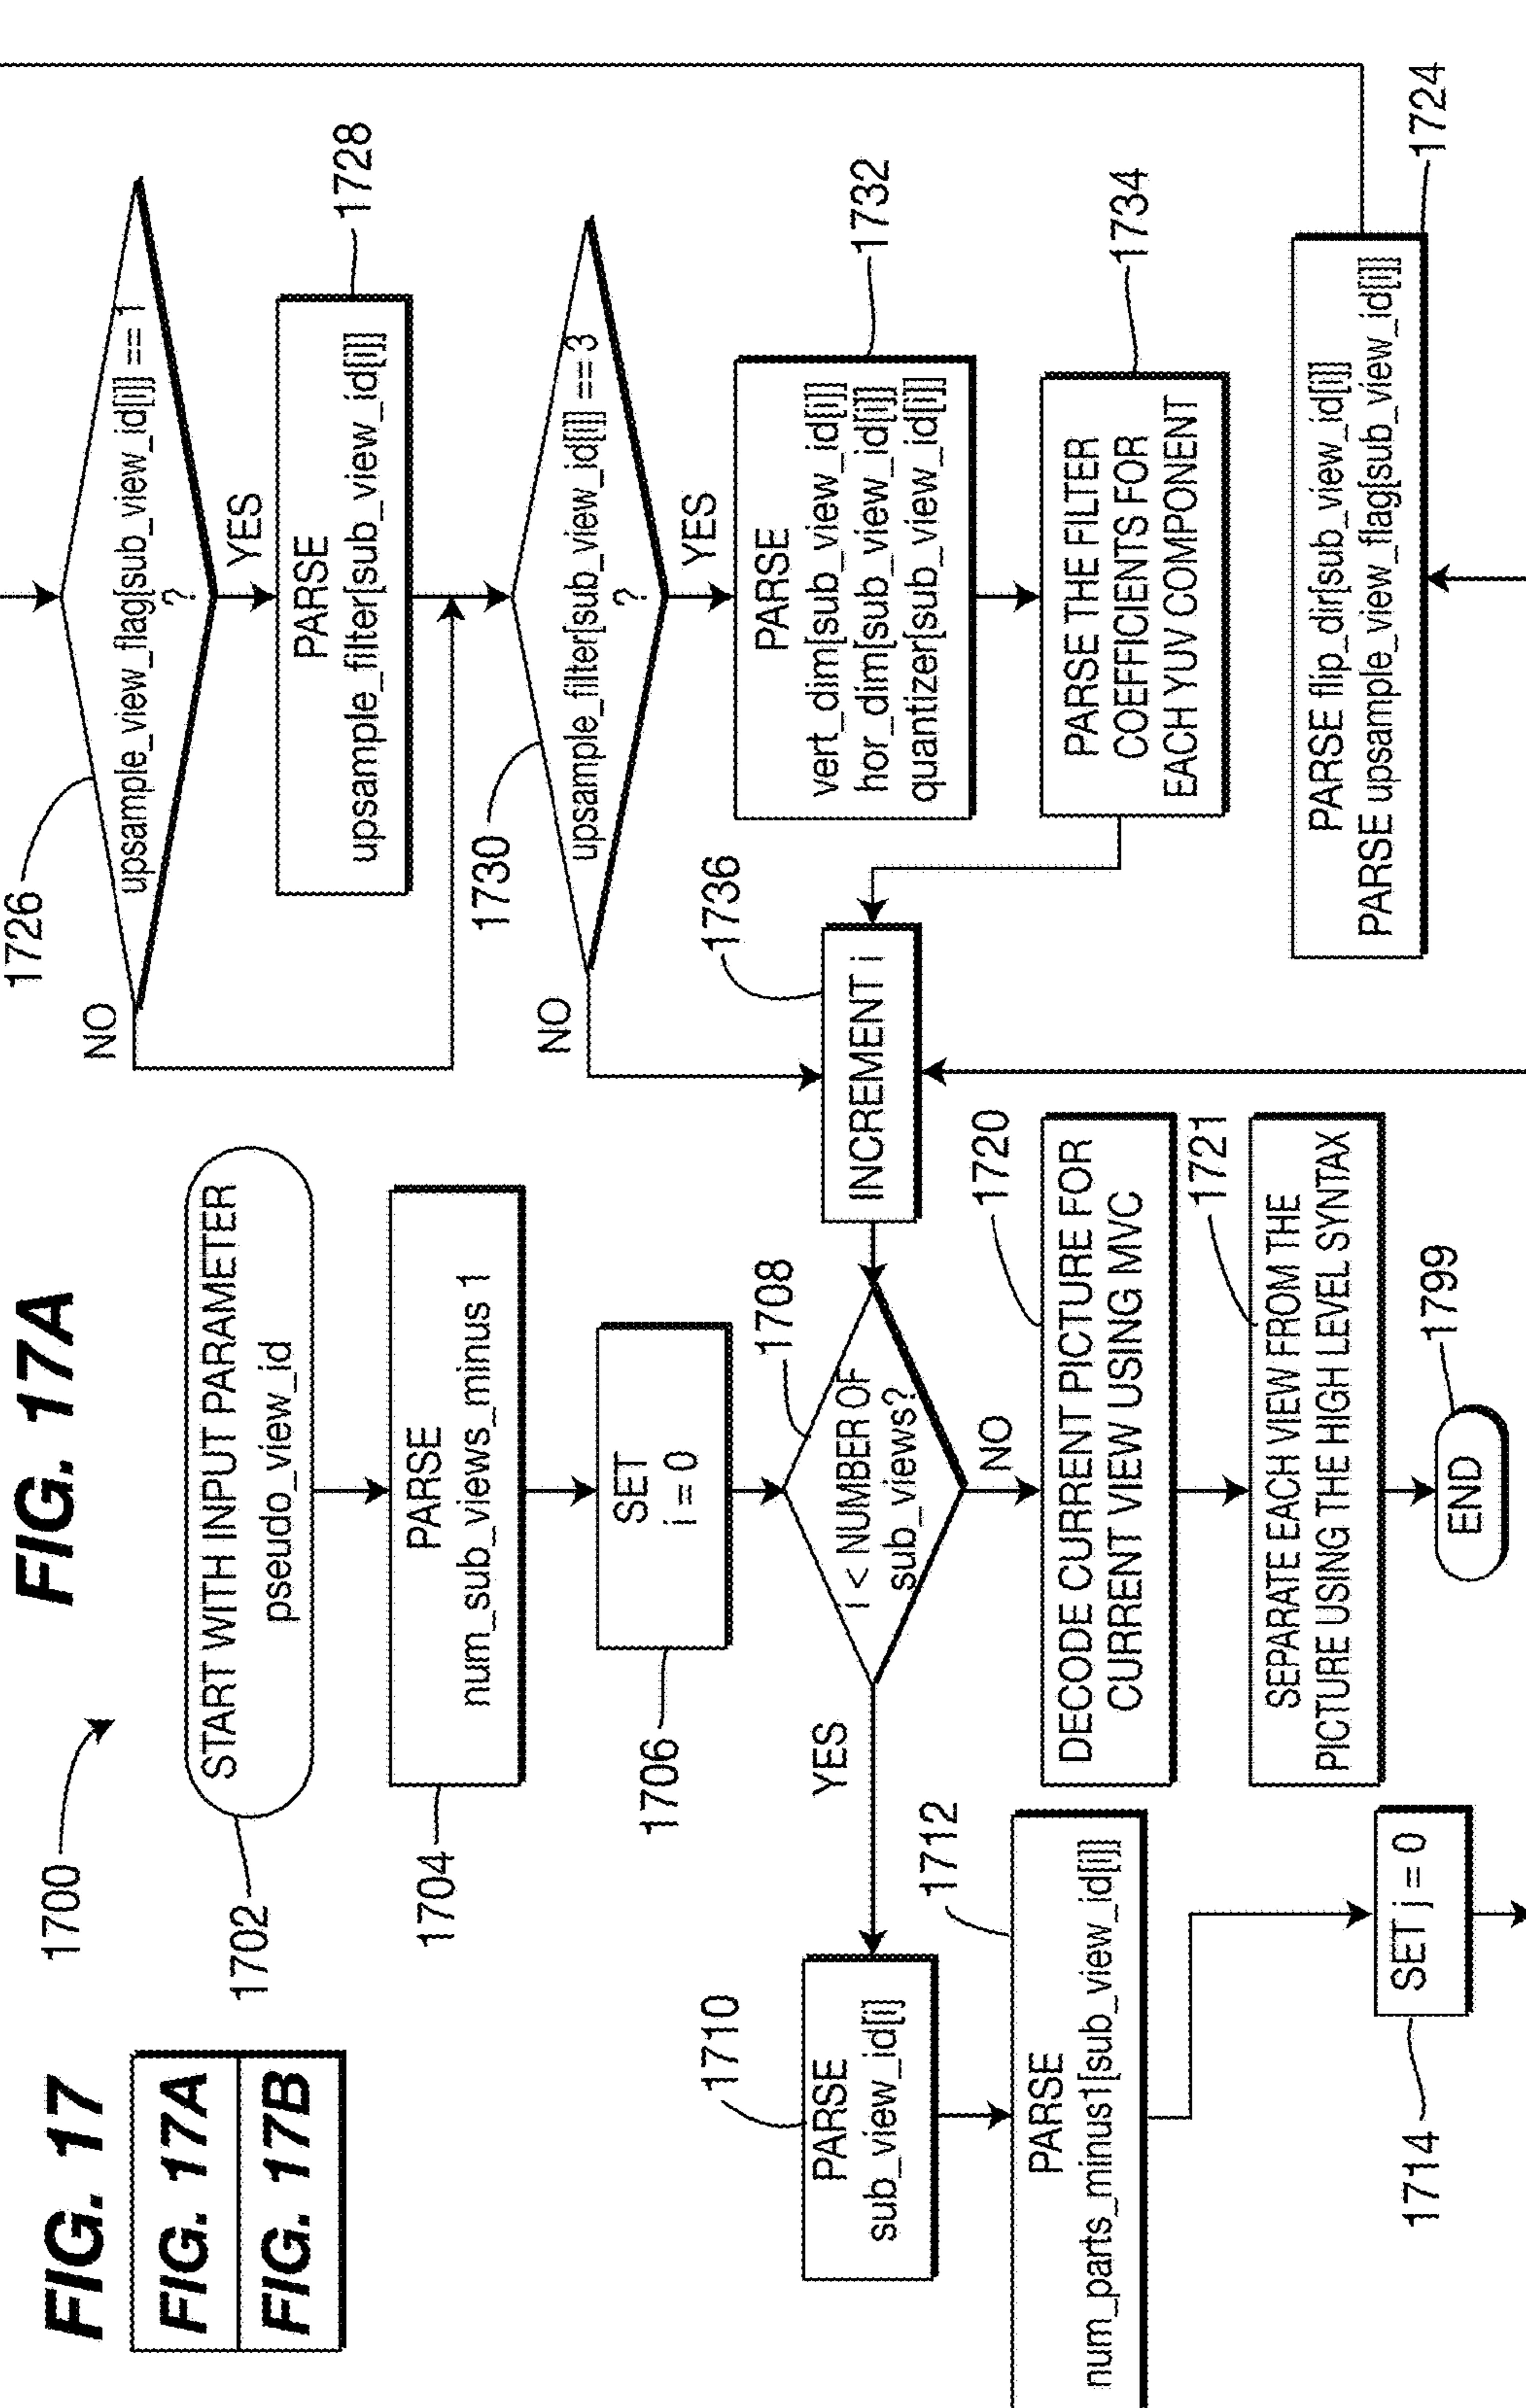 FIG. 17
FIG. 17A
FIG. 17B
FIG. 17A
1700
1702
START WITH INPUT PARAMETER
pseudo_view_id
1704
PARSE
num_sub_views_minus 1
1706
SET
i = 0
1708
i < NUMBER OF
sub_views?
YES
NO
1710
PARSE
sub_view_id[i]
1712
PARSE
num_parts_minus1[sub_view_id[i]]
1714
SET j = 0
1720
DECODE CURRENT PICTURE FOR
CURRENT VIEW USING MVC
1721
SEPARATE EACH VIEW FROM THE
PICTURE USING THE HIGH LEVEL SYNTAX
1799
END
1726
upsample_view_flag[sub_view_id[i]] == 1
?
NO
YES
1728
PARSE
upsample_filter[sub_view_id[i]]
1730
upsample_filter[sub_view_id[i]] == 3
?
NO
YES
1732
PARSE
vert_dim[sub_view_id[i]]
hor_dim[sub_view_id[i]]
quantizer[sub_view_id[i]]
1734
PARSE THE FILTER
COEFFICIENTS FOR
EACH YUV COMPONENT
1736
INCREMENT i
1724
PARSE flip_dir[sub_view_id[i]]
PARSE upsample_view_flag[sub_view_id[i]]